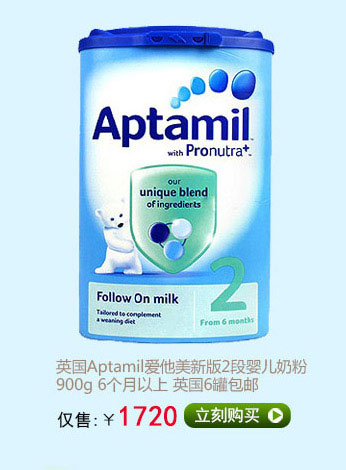 Aptamil
with Pronutra+
our
unique blend
of ingredients
Follow On milk
Tailored to complement
a weaning diet
2
From 6 months
英国Aptamil爱他美新版2段婴儿奶粉
900g 6个月以上 英国6罐包邮
仅售:￥1720 立刻购买